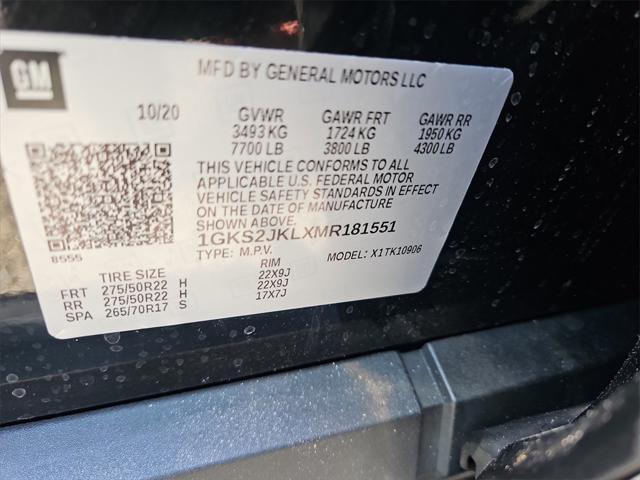 GM
MFD BY GENERAL MOTORS LLC
10/20 GVWR GAWR FRT GAWR RR
3493 KG 1724 KG 1950 KG
7700 LB 3800 LB 4300 LB
THIS VEHICLE CONFORMS TO ALL
APPLICABLE U.S. FEDERAL MOTOR
VEHICLE SAFETY STANDARDS IN EFFECT
ON THE DATE OF MANUFACTURE
SHOWN ABOVE.
1GKS2JKLXMR181551
8555 TYPE: M.P.V. MODEL: X1TK10906
TIRE SIZE RIM
FRT 275/50R22 H 22X9J
RR 275/50R22 H 22X9J
SPA 265/70R17 S 17X7J